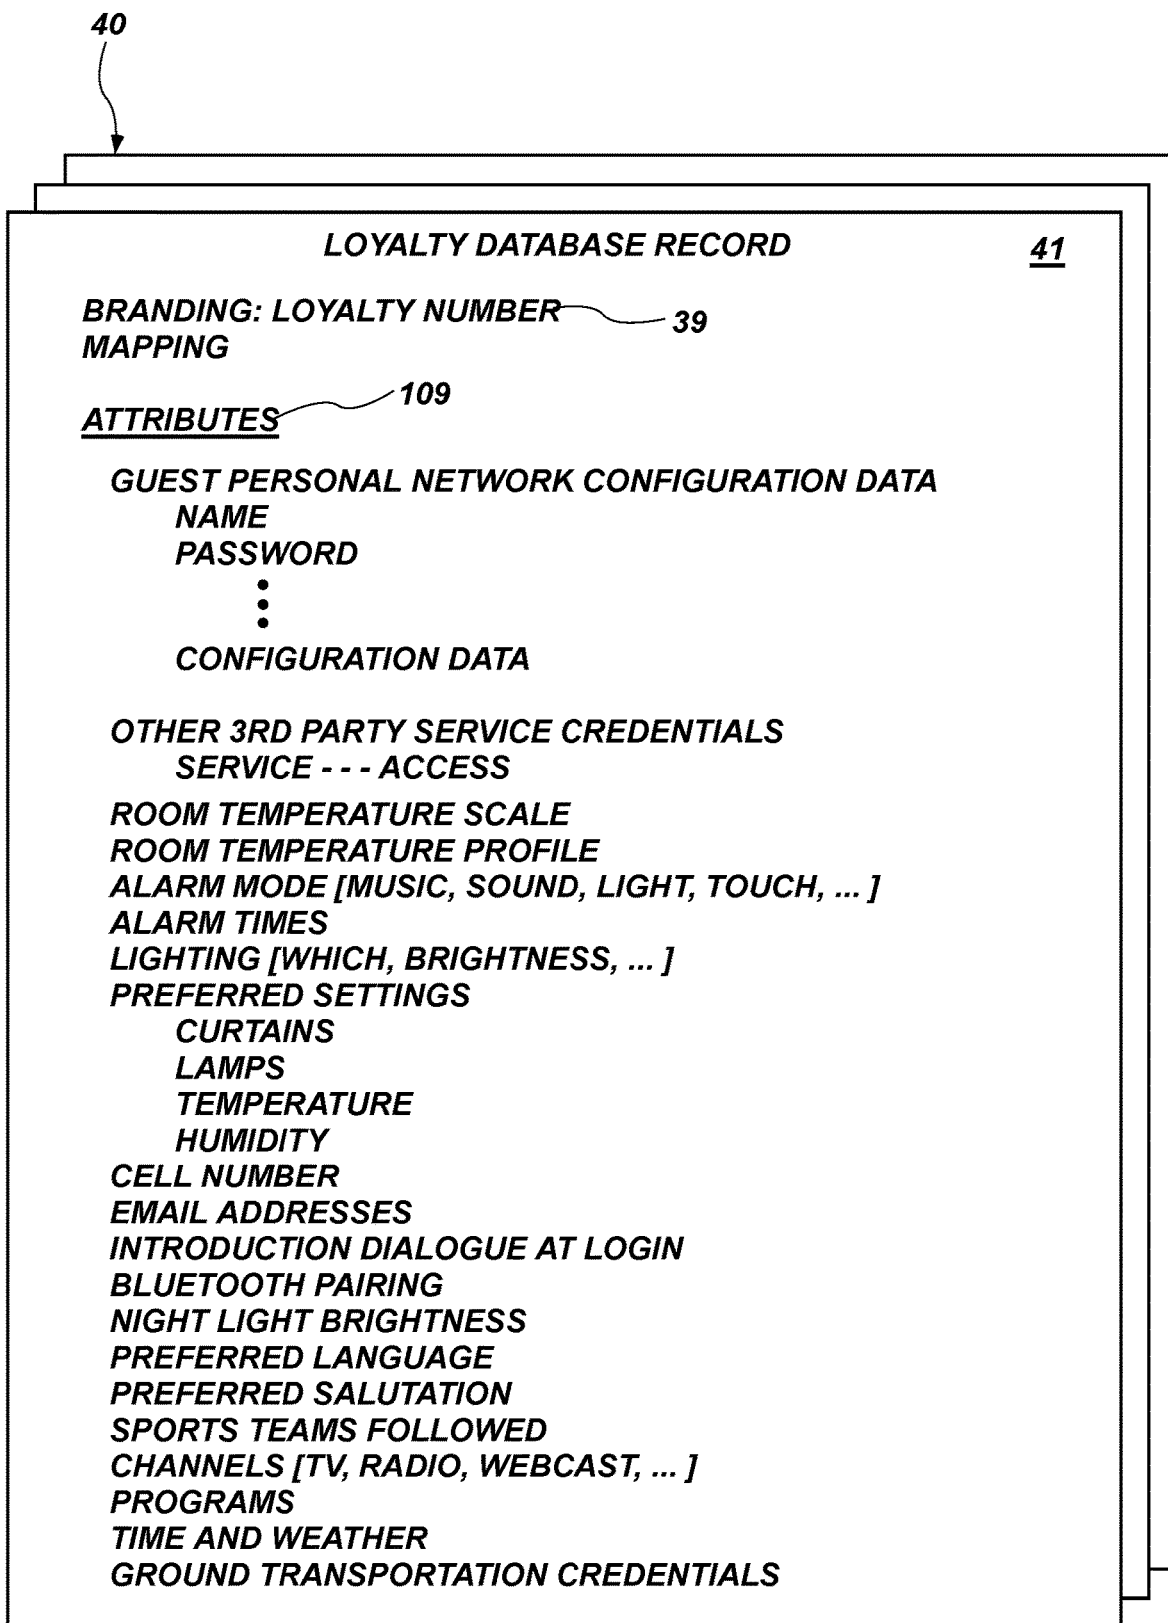 40
LOYALTY DATABASE RECORD 41
BRANDING: LOYALTY NUMBER 39
MAPPING
ATTRIBUTES 109
GUEST PERSONAL NETWORK CONFIGURATION DATA
NAME
PASSWORD
CONFIGURATION DATA
OTHER 3RD PARTY SERVICE CREDENTIALS
SERVICE - - - ACCESS
ROOM TEMPERATURE SCALE
ROOM TEMPERATURE PROFILE
ALARM MODE [MUSIC, SOUND, LIGHT, TOUCH, ... ]
ALARM TIMES
LIGHTING [WHICH, BRIGHTNESS, ... ]
PREFERRED SETTINGS
CURTAINS
LAMPS
TEMPERATURE
HUMIDITY
CELL NUMBER
EMAIL ADDRESSES
INTRODUCTION DIALOGUE AT LOGIN
BLUETOOTH PAIRING
NIGHT LIGHT BRIGHTNESS
PREFERRED LANGUAGE
PREFERRED SALUTATION
SPORTS TEAMS FOLLOWED
CHANNELS [TV, RADIO, WEBCAST, ... ]
PROGRAMS
TIME AND WEATHER
GROUND TRANSPORTATION CREDENTIALS